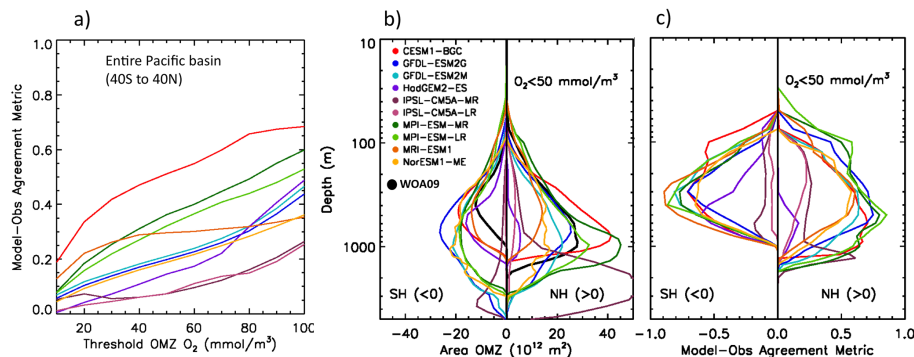 a)
Entire Pacific basin
(40S to 40N)
Model-Obs Agreement Metric
1.0
0.8
0.6
0.4
0.2
0.0
20 40 60 80 100
Threshold OMZ O2 (mmol/m³)
b)
10
100
1000
Depth (m)
CESM1-BGC
GFDL-ESM2G
GFDL-ESM2M
HadGEM2-ES
IPSL-CM5A-MR
IPSL-CM5A-LR
MPI-ESM-MR
MPI-ESM-LR
MRI-ESM1
NorESM1-ME
WOA09
O2<50 mmol/m³
SH (<0) NH (>0)
-40 -20 0 20 40
Area OMZ (10¹² m²)
c)
O2<50 mmol/m³
SH (<0) NH (>0)
-1.0 -0.5 0.0 0.5 1.0
Model-Obs Agreement Metric